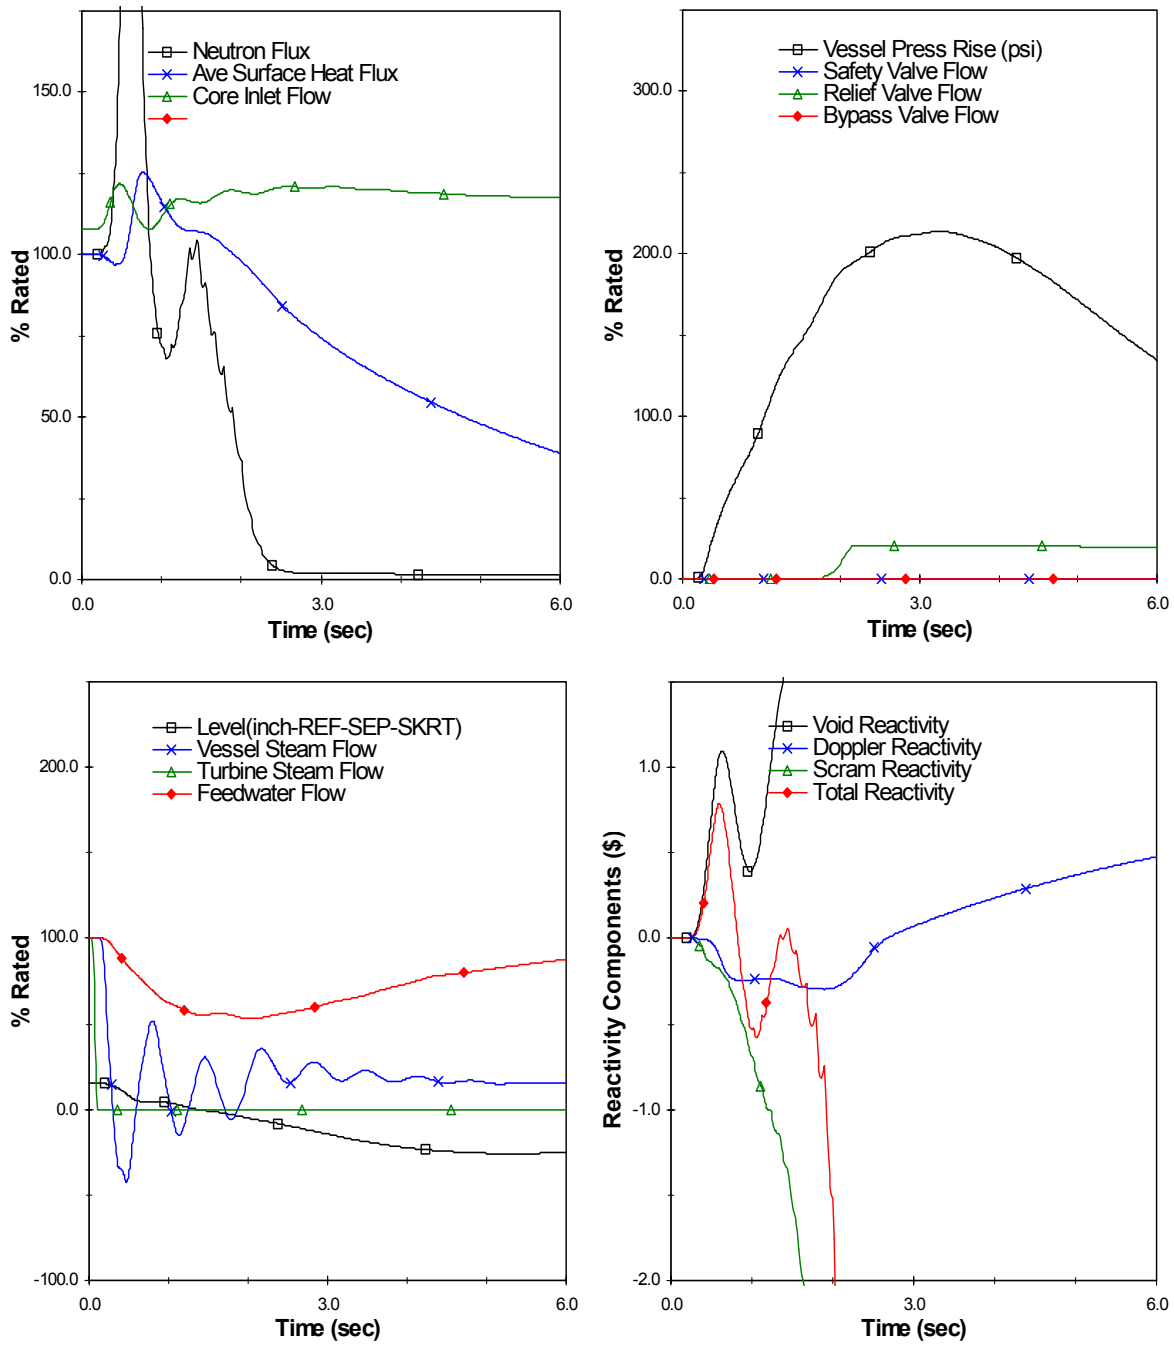 Neutron Flux
Ave Surface Heat Flux
Core Inlet Flow
150.0
100.0
50.0
0.0
% Rated
0.0 3.0 6.0
Time (sec)
Vessel Press Rise (psi)
Safety Valve Flow
Relief Valve Flow
Bypass Valve Flow
300.0
200.0
100.0
0.0
% Rated
0.0 3.0 6.0
Time (sec)
Level(inch-REF-SEP-SKRT)
Vessel Steam Flow
Turbine Steam Flow
Feedwater Flow
200.0
100.0
0.0
-100.0
% Rated
0.0 3.0 6.0
Time (sec)
Void Reactivity
Doppler Reactivity
Scram Reactivity
Total Reactivity
1.0
0.0
-1.0
-2.0
Reactivity Components ($)
0.0 3.0 6.0
Time (sec)